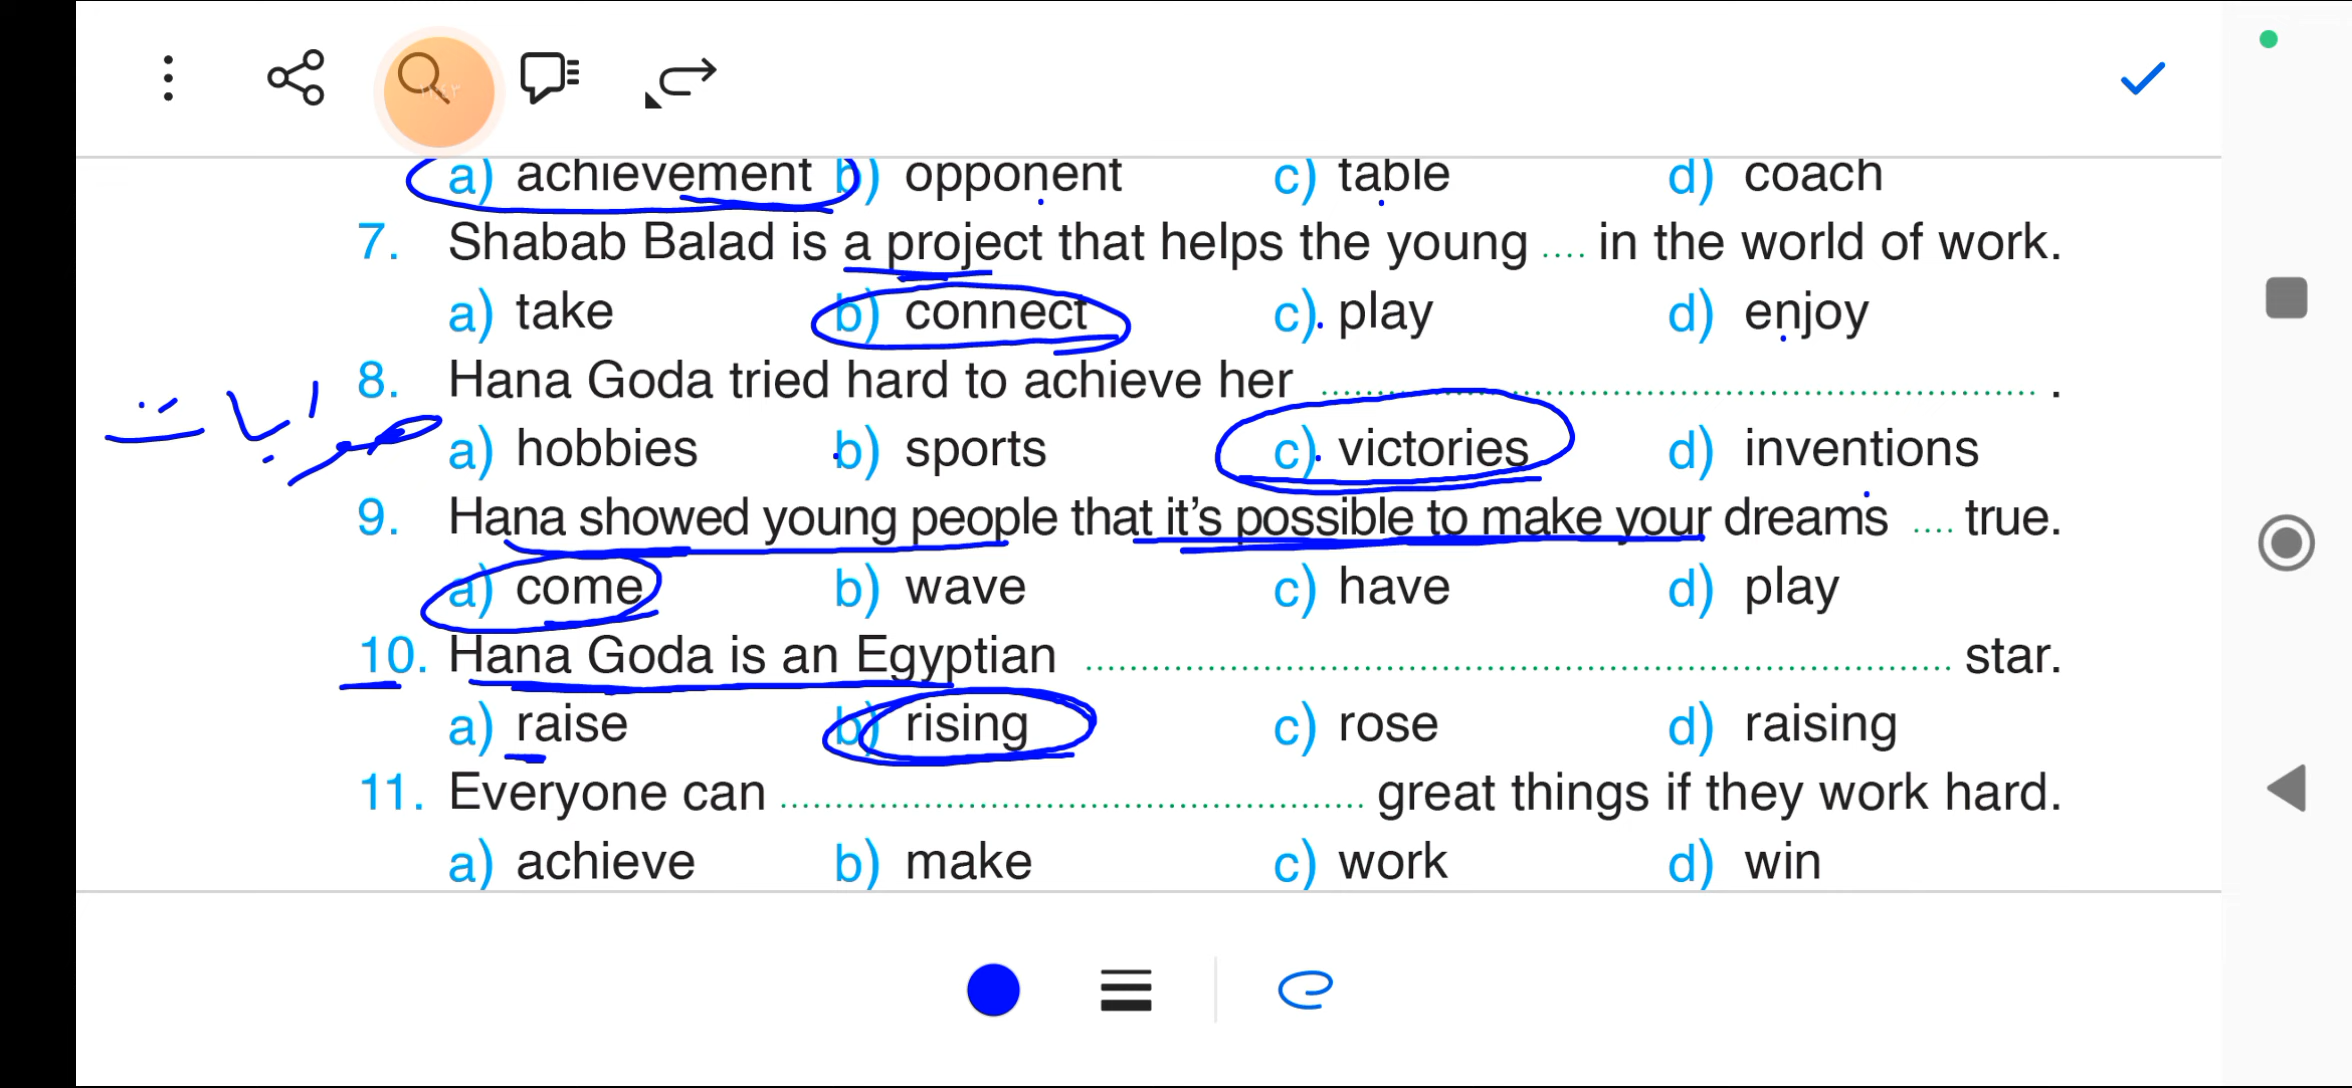 a) achievement b) opponent c) table d) coach
7. Shabab Balad is a project that helps the young .... in the world of work.
a) take b) connect c) play d) enjoy
8. Hana Goda tried hard to achieve her .................... .
a) hobbies b) sports c) victories d) inventions
9. Hana showed young people that it's possible to make your dreams .... true.
a) come b) wave c) have d) play
10. Hana Goda is an Egyptian .................... star.
a) raise b) rising c) rose d) raising
11. Everyone can .................... great things if they work hard.
a) achieve b) make c) work d) win